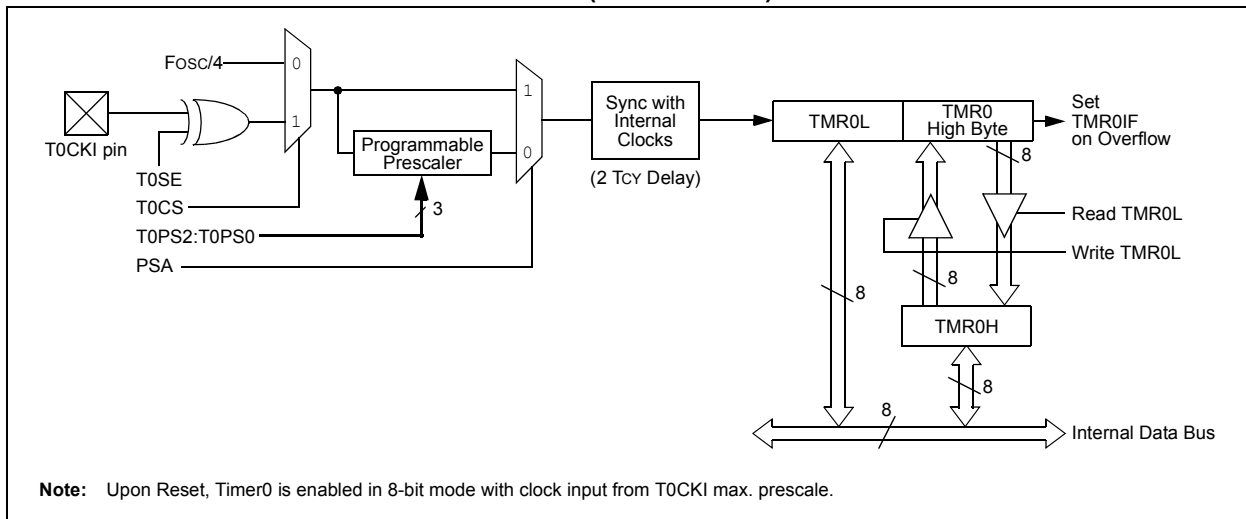 FOSC/4
0
1
T0CKI pin
T0SE
T0CS
T0PS2:T0PS0
PSA
Programmable
Prescaler
3
1
0
Sync with
Internal
Clocks
(2 TCY Delay)
TMR0L
TMR0
High Byte
Set
TMR0IF
on Overflow
8
Read TMR0L
Write TMR0L
8
8
TMR0H
8
8
Internal Data Bus
Note: Upon Reset, Timer0 is enabled in 8-bit mode with clock input from T0CKI max. prescale.